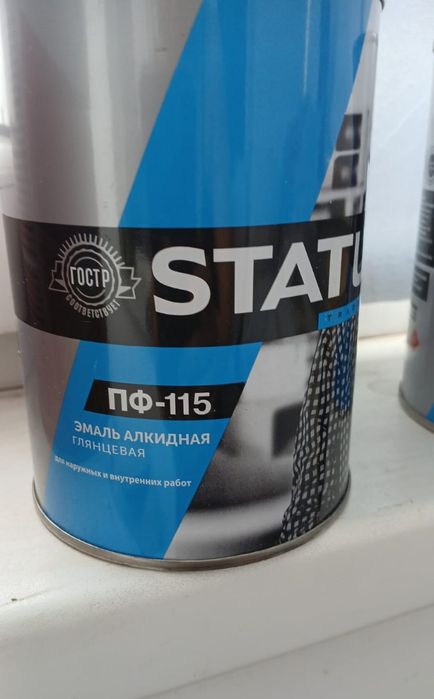 ГОСТР
СООТВЕТСТВУЕТ
STATU
ПФ-115
ЭМАЛЬ АЛКИДНАЯ
ГЛЯНЦЕВАЯ
для наружных и внутренних работ